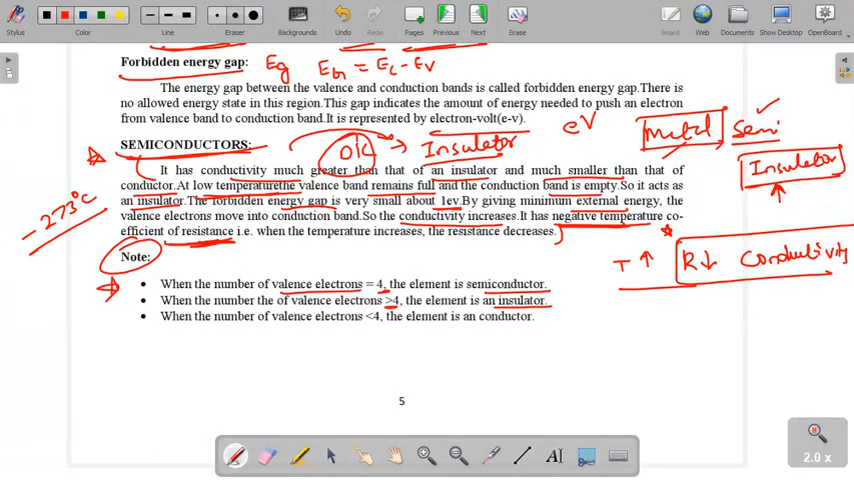 Stylus
Color
Line
Eraser
Backgrounds
Undo
Redo
Pages
Previous
Next
Erase
Board
Web
Documents
Show Desktop
OpenBoard
Forbidden energy gap: Eg EG = Ec - Ev
The energy gap between the valence and conduction bands is called forbidden energy gap.There is
no allowed energy state in this region.This gap indicates the amount of energy needed to push an electron
from valence band to conduction band.It is represented by electron-volt(e-v).
eV
Metal Semi
Insulator
SEMICONDUCTORS:
0°K → Insulator
It has conductivity much greater than that of an insulator and much smaller than that of
conductor.At low temperaturethe valence band remains full and the conduction band is empty.So it acts as
an insulator.The forbidden energy gap is very small about 1ev.By giving minimum external energy, the
valence electrons move into conduction band.So the conductivity increases.It has negative temperature co-
efficient of resistance i.e. when the temperature increases, the resistance decreases.
-273°C
T↑ R↓ Conductivity
Note:
• When the number of valence electrons = 4, the element is semiconductor.
• When the number the of valence electrons >4, the element is an insulator.
• When the number of valence electrons <4, the element is an conductor.
5
2.0 x